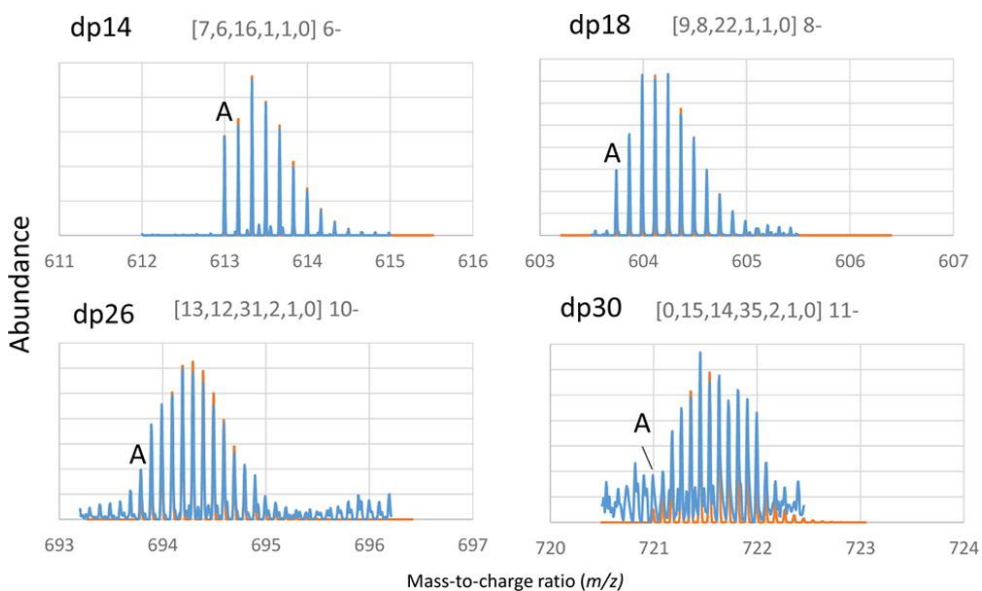 dp14 [7,6,16,1,1,0] 6-
A
611 612 613 614 615 616
dp18 [9,8,22,1,1,0] 8-
A
603 604 605 606 607
Abundance
dp26 [13,12,31,2,1,0] 10-
A
693 694 695 696 697
dp30 [0,15,14,35,2,1,0] 11-
A
720 721 722 723 724
Mass-to-charge ratio (m/z)